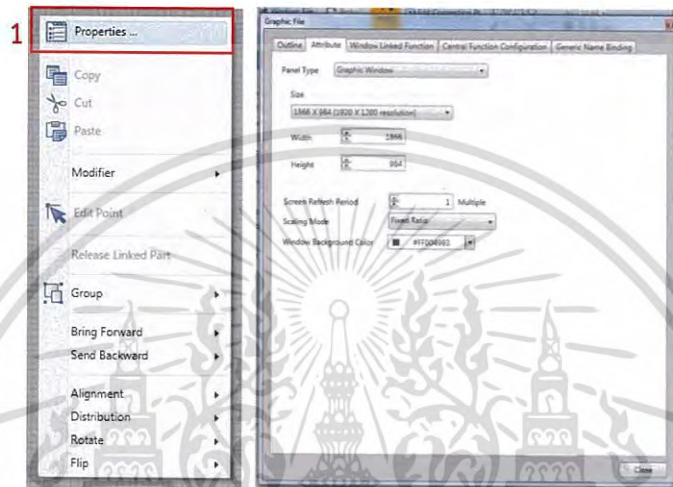 1
Properties ...
Copy
Cut
Paste
Modifier
Edit Point
Release Linked Part
Group
Bring Forward
Send Backward
Alignment
Distribution
Rotate
Flip
Graphic File
Outline
Attribute
Window Linked Function
Central Function Configuration
Generic Name Binding
Panel Type
Graphic Window
Size
1866 X 964 (1920 X 1200 resolution)
Width
1866
Height
964
Screen Refresh Period
1
Multiple
Scaling Mode
Fixed Ratio
Window Background Color
Close